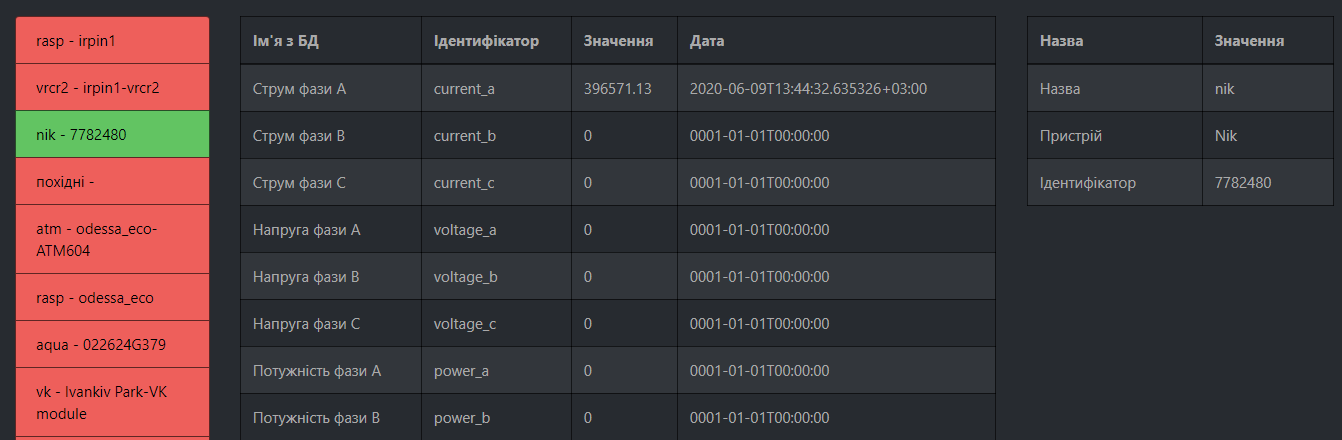 rasp - irpin1
vrcr2 - irpin1-vrcr2
nik - 7782480
похідні -
atm - odessa_eco-
ATM604
rasp - odessa_eco
aqua - 022624G379
vk - Ivankiv Park-VK
module
Ім'я з БД Ідентифікатор Значення Дата
Струм фази А current_a 396571.13 2020-06-09T13:44:32.635326+03:00
Струм фази В current_b 0 0001-01-01T00:00:00
Струм фази С current_c 0 0001-01-01T00:00:00
Напруга фази А voltage_a 0 0001-01-01T00:00:00
Напруга фази В voltage_b 0 0001-01-01T00:00:00
Напруга фази С voltage_c 0 0001-01-01T00:00:00
Потужність фази А power_a 0 0001-01-01T00:00:00
Потужність фази В power_b 0 0001-01-01T00:00:00
Назва Значення
Назва nik
Пристрій Nik
Ідентифікатор 7782480